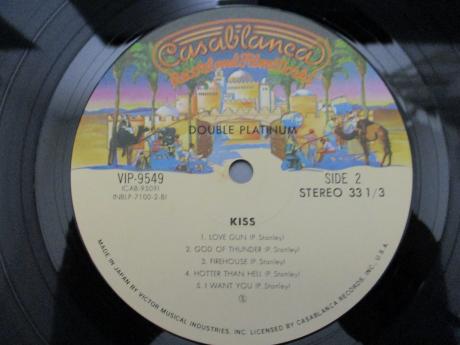 Casablanca
Record and FilmWorks
DOUBLE PLATINUM
VIP-9549
(CAB-9509)
(NBLP-7100-2-B)
SIDE 2
STEREO 33 1/3
KISS
1. LOVE GUN (P. Stanley)
2. GOD OF THUNDER (P. Stanley)
3. FIREHOUSE (P. Stanley)
4. HOTTER THAN HELL (P. Stanley)
5. I WANT YOU (P. Stanley)
MADE IN JAPAN BY VICTOR MUSICAL INDUSTRIES, INC. LICENSED BY CASABLANCA RECORDS, INC., U.S.A.